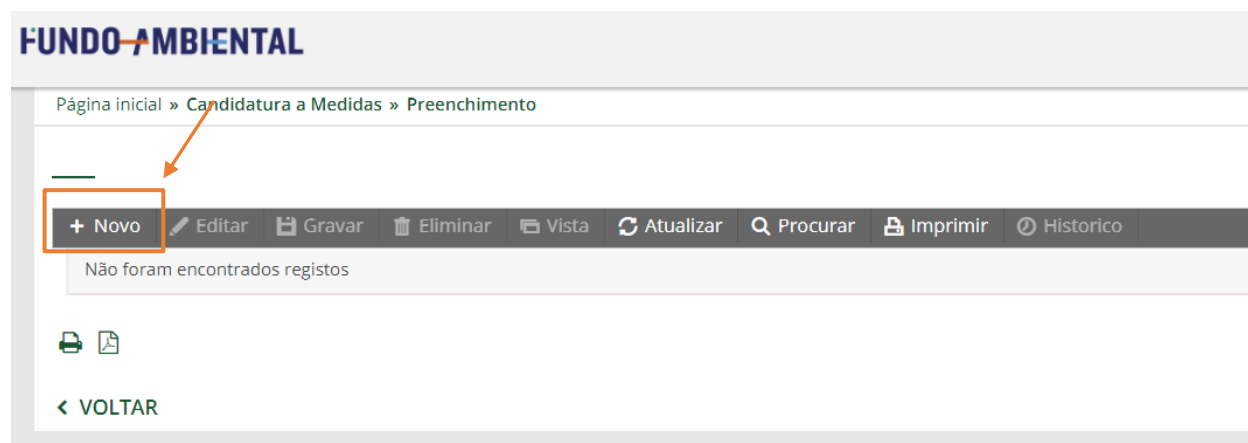 FUNDO AMBIENTAL
Página inicial » Candidatura a Medidas » Preenchimento
+ Novo Editar Gravar Eliminar Vista Atualizar Procurar Imprimir Historico
Não foram encontrados registos
< VOLTAR